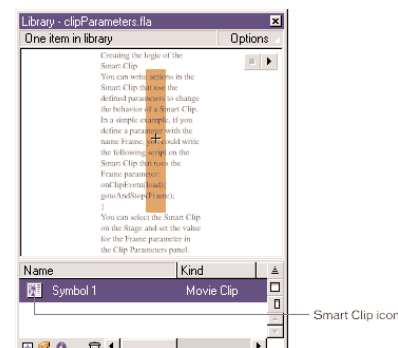 Library - clipParameters.fla
One item in library Options
Creating the logic of the
Smart Clip
You can write actions in the
Smart Clip that use the
defined parameters to change
the behavior of a Smart Clip.
In a simple example, if you
define a parameter with the
name Frame, you could write
the following script on the
Smart Clip that uses the
Frame parameter:
onClipEvent(load){
gotoAndStop(Frame);
}
You can select the Smart Clip
on the Stage and set the value
for the Frame parameter in
the Clip Parameters panel.
Name Kind
Symbol 1 Movie Clip
Smart Clip icon